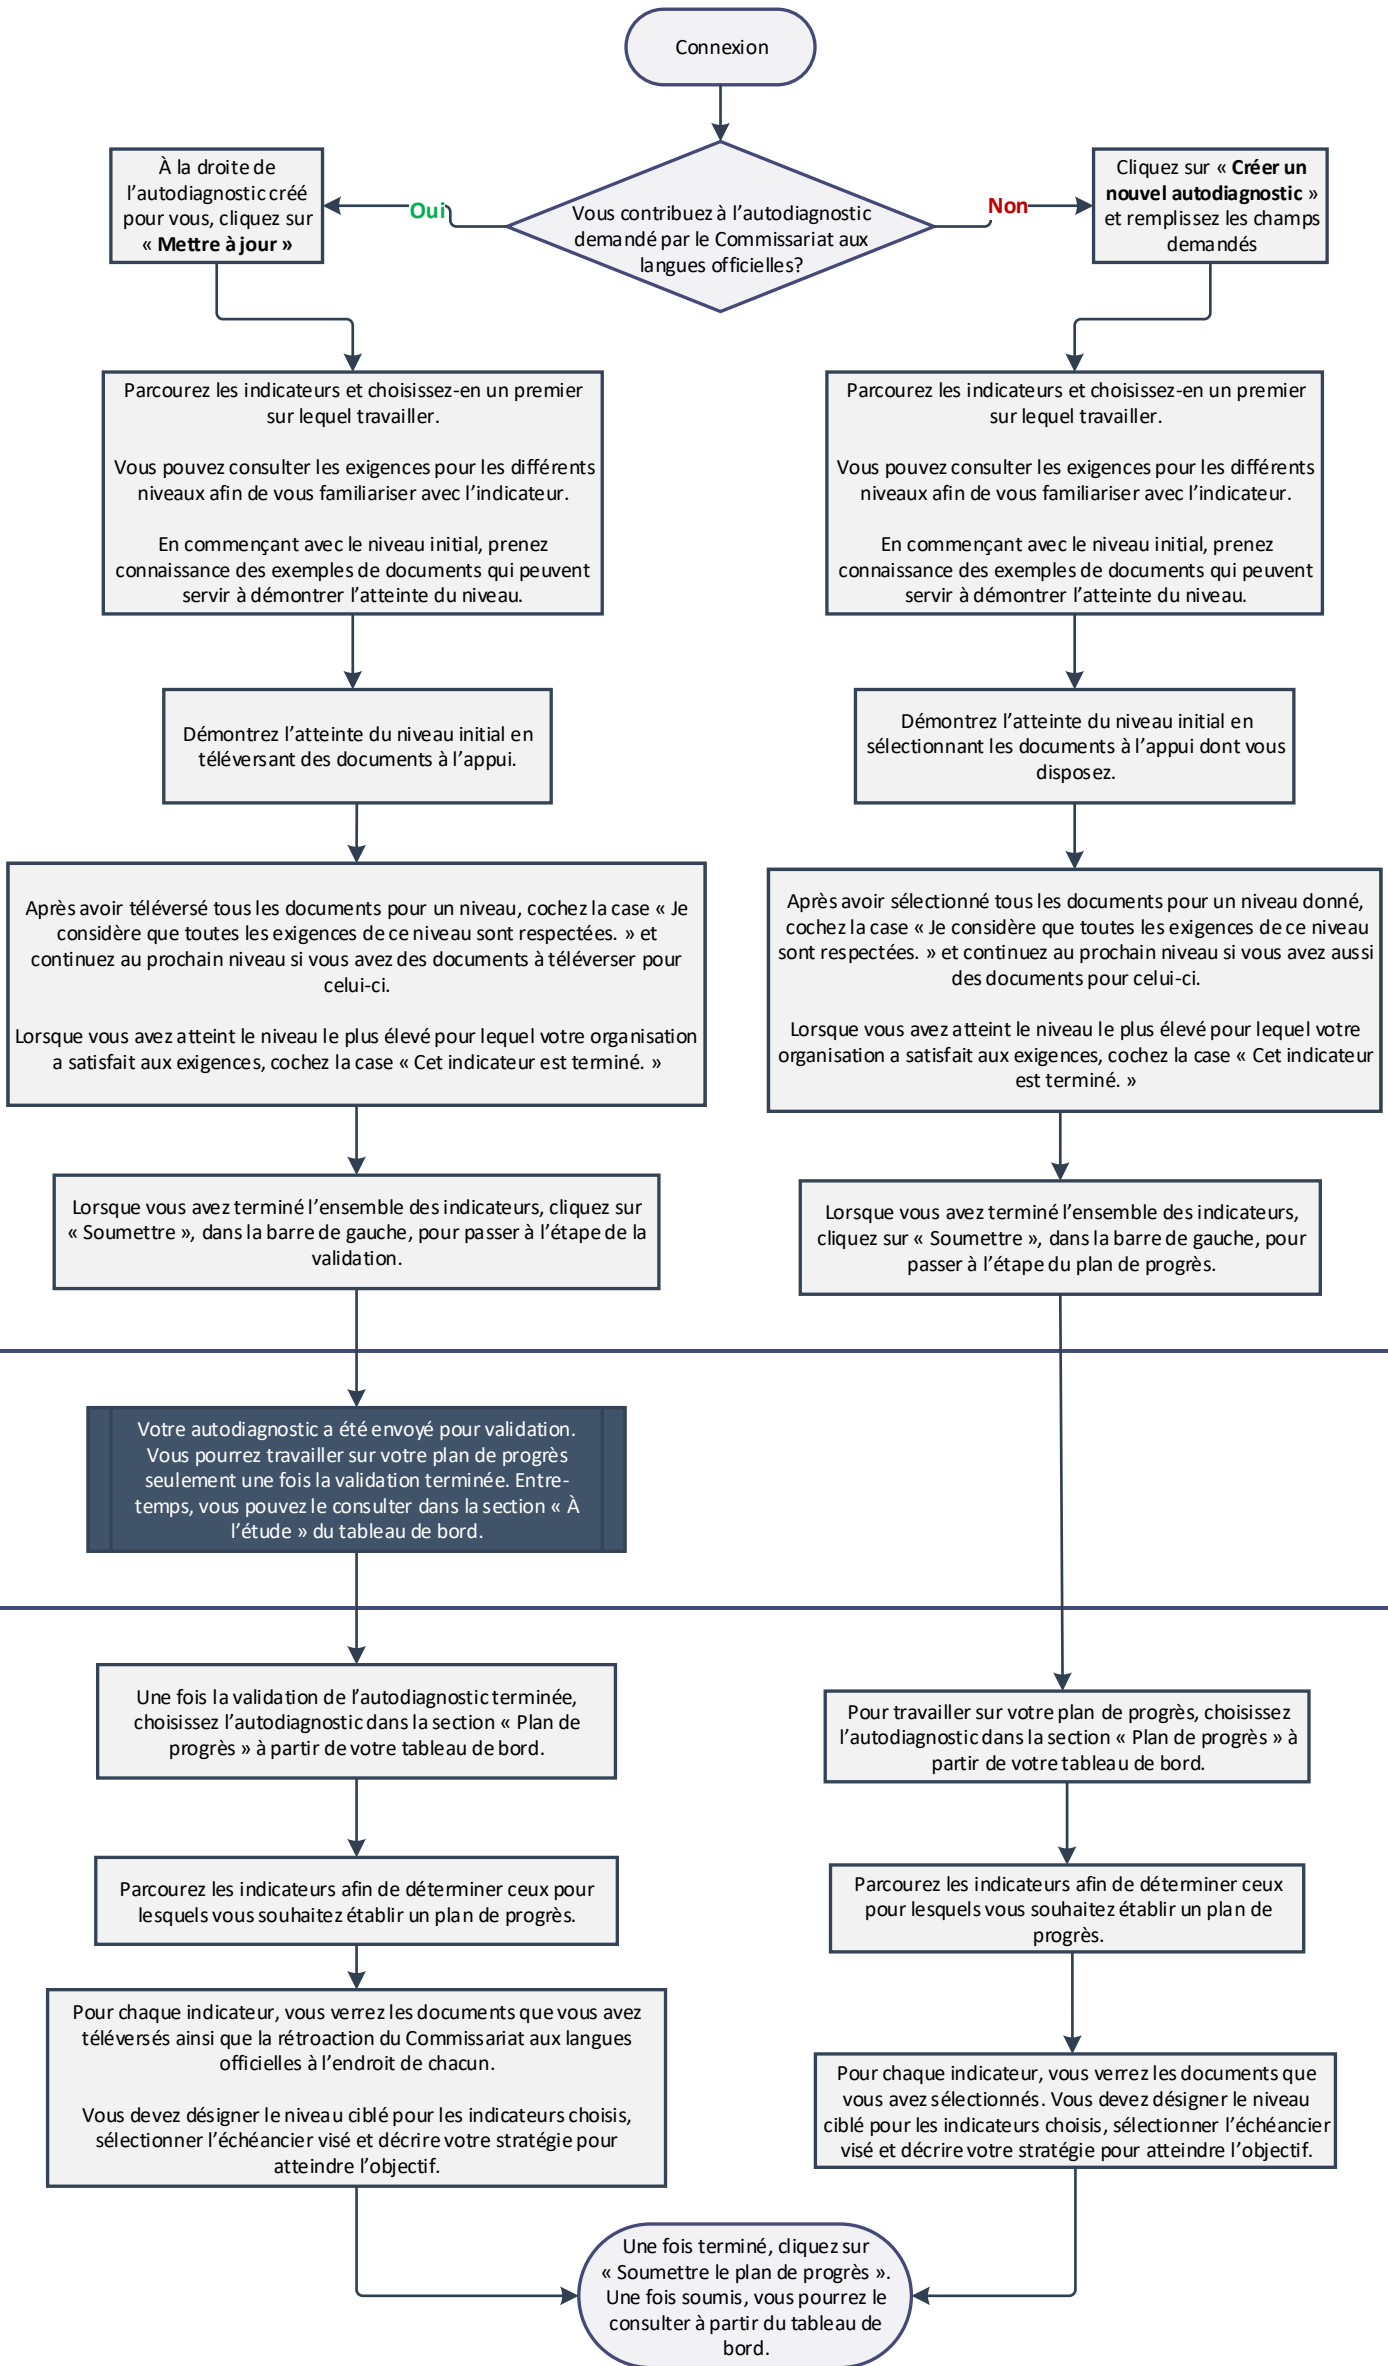 Connexion
Vous contribuez à l’autodiagnostic
demandé par le Commissariat aux
langues officielles?
Oui
Non
À la droite de
l’autodiagnostic créé
pour vous, cliquez sur
« Mettre à jour »
Cliquez sur « Créer un
nouvel autodiagnostic »
et remplissez les champs
demandés
Parcourez les indicateurs et choisissez-en un premier
sur lequel travailler.
Vous pouvez consulter les exigences pour les différents
niveaux afin de vous familiariser avec l’indicateur.
En commençant avec le niveau initial, prenez
connaissance des exemples de documents qui peuvent
servir à démontrer l’atteinte du niveau.
Parcourez les indicateurs et choisissez-en un premier
sur lequel travailler.
Vous pouvez consulter les exigences pour les différents
niveaux afin de vous familiariser avec l’indicateur.
En commençant avec le niveau initial, prenez
connaissance des exemples de documents qui peuvent
servir à démontrer l’atteinte du niveau.
Démontrez l’atteinte du niveau initial en
téléversant des documents à l’appui.
Démontrez l’atteinte du niveau initial en
sélectionnant les documents à l’appui dont vous
disposez.
Après avoir téléversé tous les documents pour un niveau, cochez la case « Je
considère que toutes les exigences de ce niveau sont respectées. » et
continuez au prochain niveau si vous avez des documents à téléverser pour
celui-ci.
Lorsque vous avez atteint le niveau le plus élevé pour lequel votre organisation
a satisfait aux exigences, cochez la case « Cet indicateur est terminé. »
Après avoir sélectionné tous les documents pour un niveau donné,
cochez la case « Je considère que toutes les exigences de ce niveau
sont respectées. » et continuez au prochain niveau si vous avez aussi
des documents pour celui-ci.
Lorsque vous avez atteint le niveau le plus élevé pour lequel votre
organisation a satisfait aux exigences, cochez la case « Cet indicateur
est terminé. »
Lorsque vous avez terminé l’ensemble des indicateurs, cliquez sur
« Soumettre », dans la barre de gauche, pour passer à l’étape de la
validation.
Lorsque vous avez terminé l’ensemble des indicateurs,
cliquez sur « Soumettre », dans la barre de gauche, pour
passer à l’étape du plan de progrès.
Votre autodiagnostic a été envoyé pour validation.
Vous pourrez travailler sur votre plan de progrès
seulement une fois la validation terminée. Entre-
temps, vous pouvez le consulter dans la section « À
l’étude » du tableau de bord.
Une fois la validation de l’autodiagnostic terminée,
choisissez l’autodiagnostic dans la section « Plan de
progrès » à partir de votre tableau de bord.
Pour travailler sur votre plan de progrès, choisissez
l’autodiagnostic dans la section « Plan de progrès » à
partir de votre tableau de bord.
Parcourez les indicateurs afin de déterminer ceux pour
lesquels vous souhaitez établir un plan de progrès.
Parcourez les indicateurs afin de déterminer ceux
pour lesquels vous souhaitez établir un plan de
progrès.
Pour chaque indicateur, vous verrez les documents que vous avez
téléversés ainsi que la rétroaction du Commissariat aux langues
officielles à l’endroit de chacun.
Vous devez désigner le niveau ciblé pour les indicateurs choisis,
sélectionner l’échéancier visé et décrire votre stratégie pour
atteindre l’objectif.
Pour chaque indicateur, vous verrez les documents que
vous avez sélectionnés. Vous devez désigner le niveau
ciblé pour les indicateurs choisis, sélectionner l’échéancier
visé et décrire votre stratégie pour atteindre l’objectif.
Une fois terminé, cliquez sur
« Soumettre le plan de progrès ».
Une fois soumis, vous pourrez le
consulter à partir du tableau de
bord.